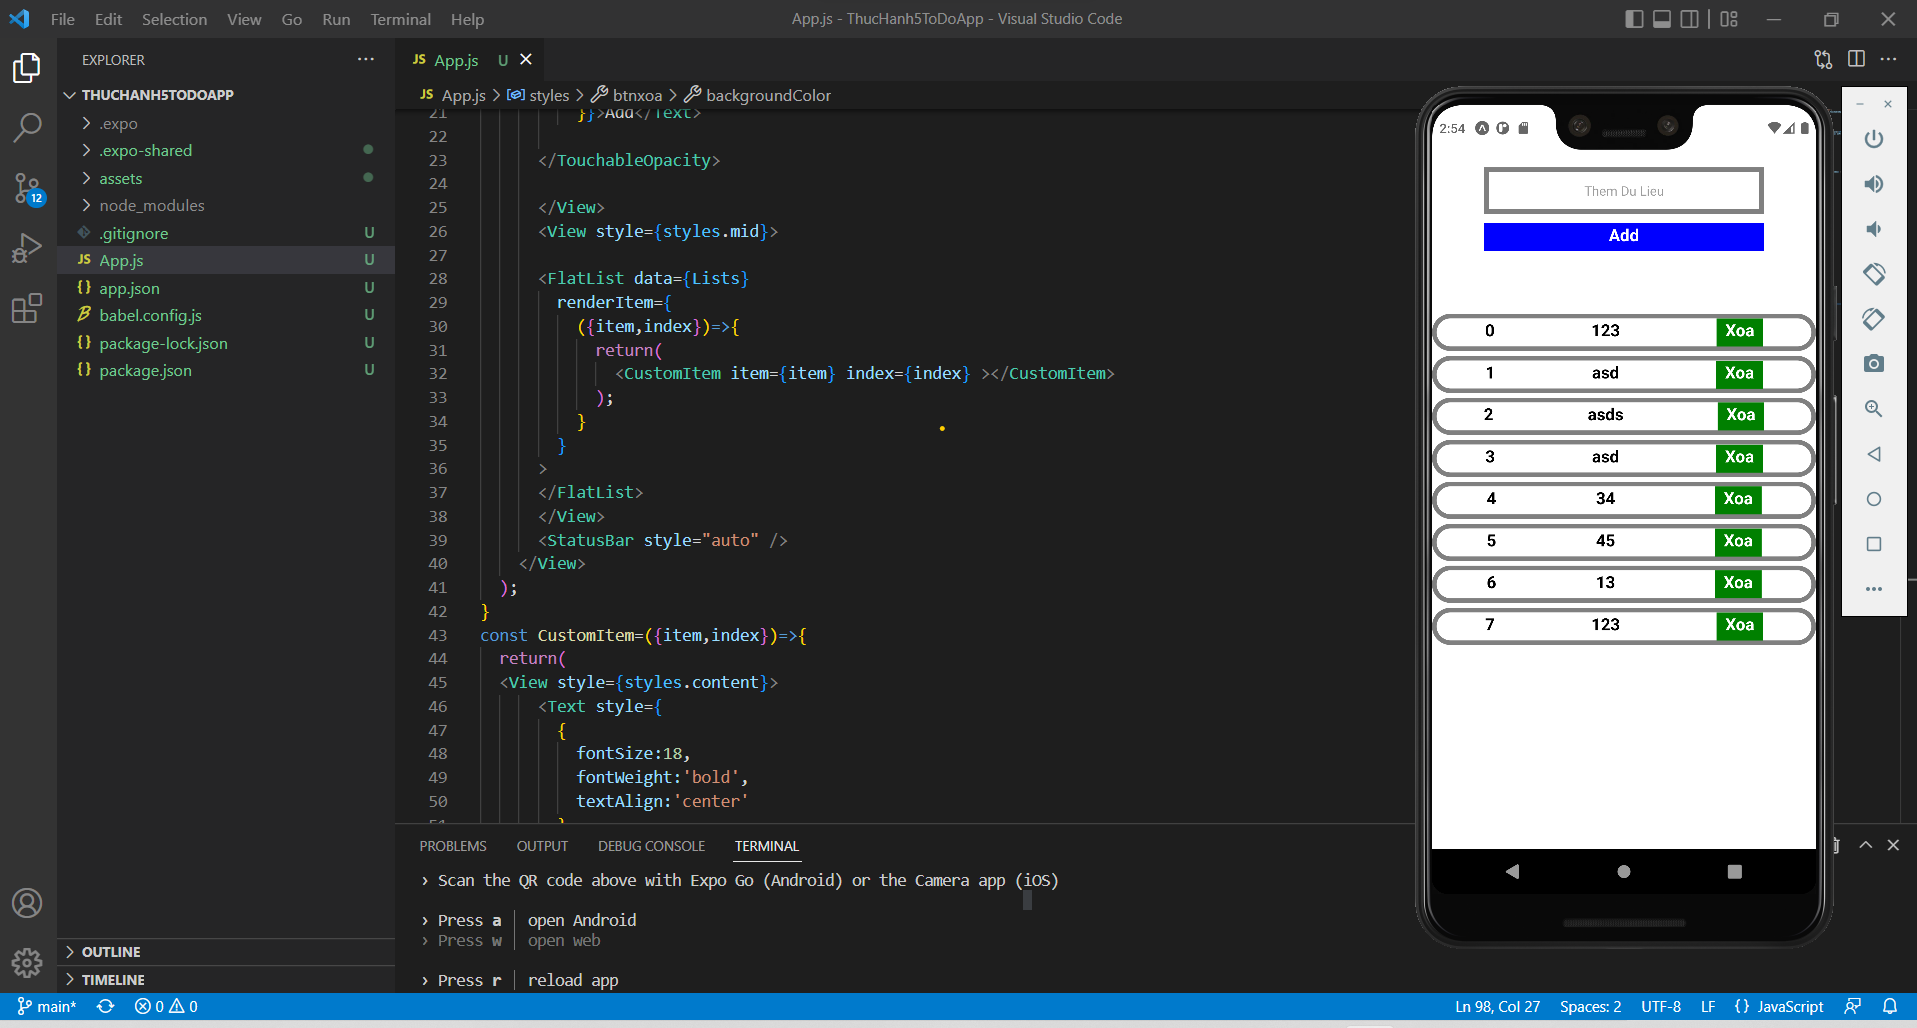 File Edit Selection View Go Run Terminal Help
App.js - ThucHanh5ToDoApp - Visual Studio Code
EXPLORER
THUCHANH5TODOAPP
.expo
.expo-shared
assets
node_modules
.gitignore U
JS App.js U
{} app.json U
babel.config.js U
{} package-lock.json U
{} package.json U
OUTLINE
TIMELINE
12
JS App.js U
JS App.js > styles > btnxoa > backgroundColor
21 }}>Add</Text>
22
23 </TouchableOpacity>
24
25 </View>
26 <View style={styles.mid}>
27
28 <FlatList data={Lists}
29 renderItem={
30 ({item,index})=>{
31 return(
32 <CustomItem item={item} index={index} ></CustomItem>
33 );
34 }
35 }
36 >
37 </FlatList>
38 </View>
39 <StatusBar style="auto" />
40 </View>
41 );
42 }
43 const CustomItem=({item,index})=>{
44 return(
45 <View style={styles.content}>
46 <Text style={
47 {
48 fontSize:18,
49 fontWeight:'bold',
50 textAlign:'center'
51 }
PROBLEMS OUTPUT DEBUG CONSOLE TERMINAL
› Scan the QR code above with Expo Go (Android) or the Camera app (iOS)
› Press a │ open Android
› Press w │ open web
› Press r │ reload app
2:54
Them Du Lieu
Add
0 123 Xoa
1 asd Xoa
2 asds Xoa
3 asd Xoa
4 34 Xoa
5 45 Xoa
6 13 Xoa
7 123 Xoa
main* 0 0 Ln 98, Col 27 Spaces: 2 UTF-8 LF {} JavaScript